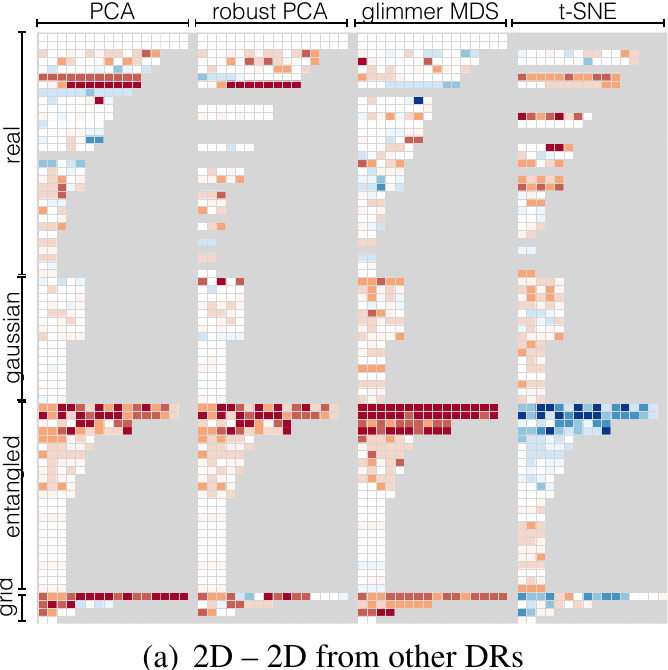 PCA robust PCA glimmer MDS t-SNE
real
gaussian
entangled
grid
(a) 2D – 2D from other DRs